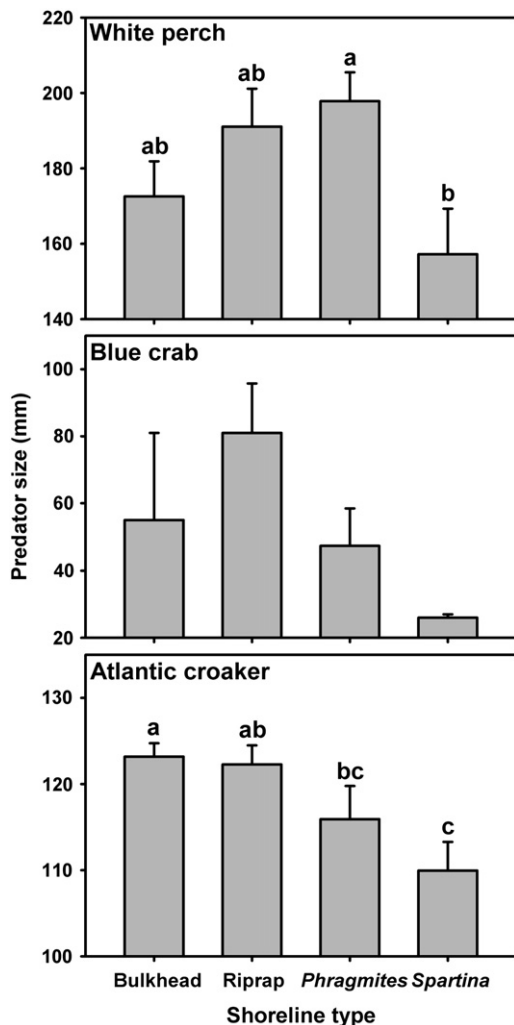 White perch
220
200
180
160
140
ab
ab
a
b
Blue crab
100
80
60
40
20
Predator size (mm)
Atlantic croaker
130
120
110
100
a
ab
bc
c
Bulkhead Riprap Phragmites Spartina
Shoreline type